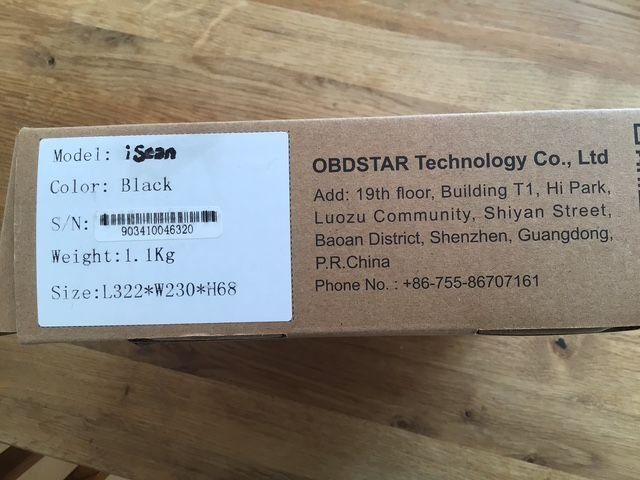 Model: iScan
Color: Black
S/N:
903410046320
Weight:1.1Kg
Size:L322*W230*H68
OBDSTAR Technology Co., Ltd
Add: 19th floor, Building T1, Hi Park,
Luozu Community, Shiyan Street,
Baoan District, Shenzhen, Guangdong,
P.R.China
Phone No. : +86-755-86707161